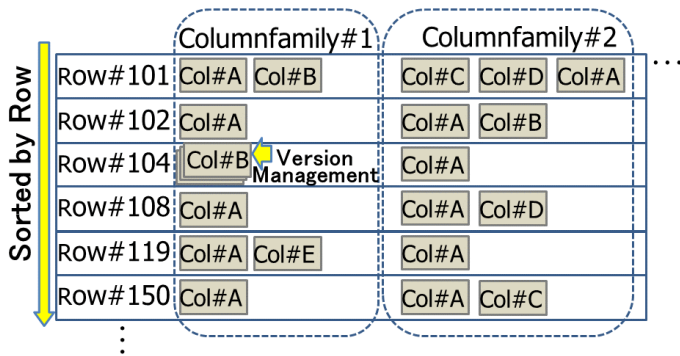 Columnfamily#1 Columnfamily#2
Sorted by Row
Row#101 Col#A Col#B Col#C Col#D Col#A ...
Row#102 Col#A Col#A Col#B
Row#104 Col#B Version Management Col#A
Row#108 Col#A Col#A Col#D
Row#119 Col#A Col#E Col#A
Row#150 Col#A Col#A Col#C
⋮